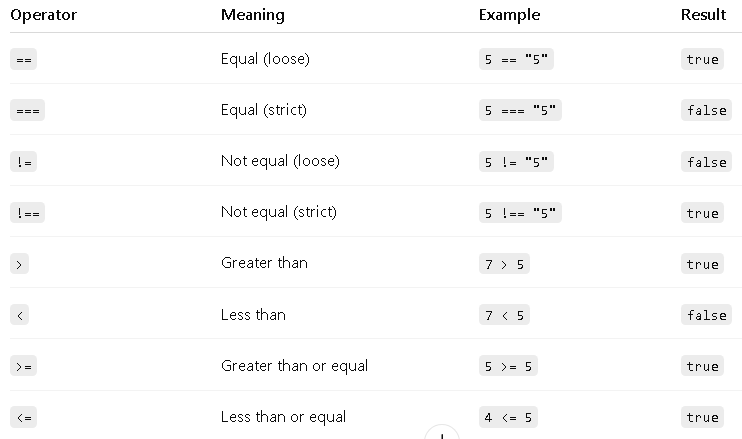 Operator Meaning Example Result
== Equal (loose) 5 == "5" true
=== Equal (strict) 5 === "5" false
!= Not equal (loose) 5 != "5" false
!== Not equal (strict) 5 !== "5" true
> Greater than 7 > 5 true
< Less than 7 < 5 false
>= Greater than or equal 5 >= 5 true
<= Less than or equal 4 <= 5 true